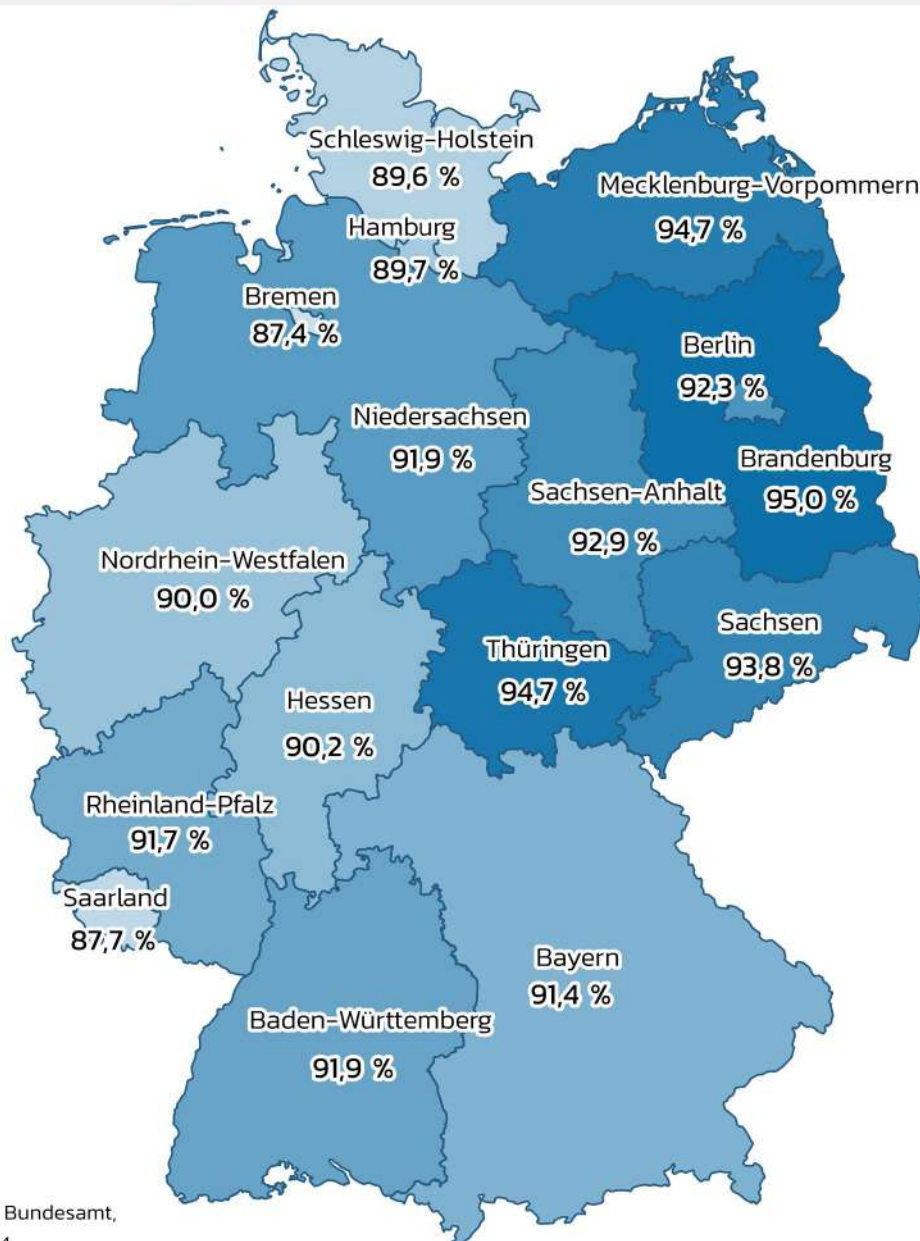 Schleswig-Holstein
89,6 %
Mecklenburg-Vorpommern
94,7 %
Hamburg
89,7 %
Bremen
87,4 %
Berlin
92,3 %
Niedersachsen
91,9 %
Brandenburg
95,0 %
Sachsen-Anhalt
92,9 %
Nordrhein-Westfalen
90,0 %
Sachsen
93,8 %
Thüringen
94,7 %
Hessen
90,2 %
Rheinland-Pfalz
91,7 %
Saarland
87,7 %
Bayern
91,4 %
Baden-Württemberg
91,9 %
Bundesamt,